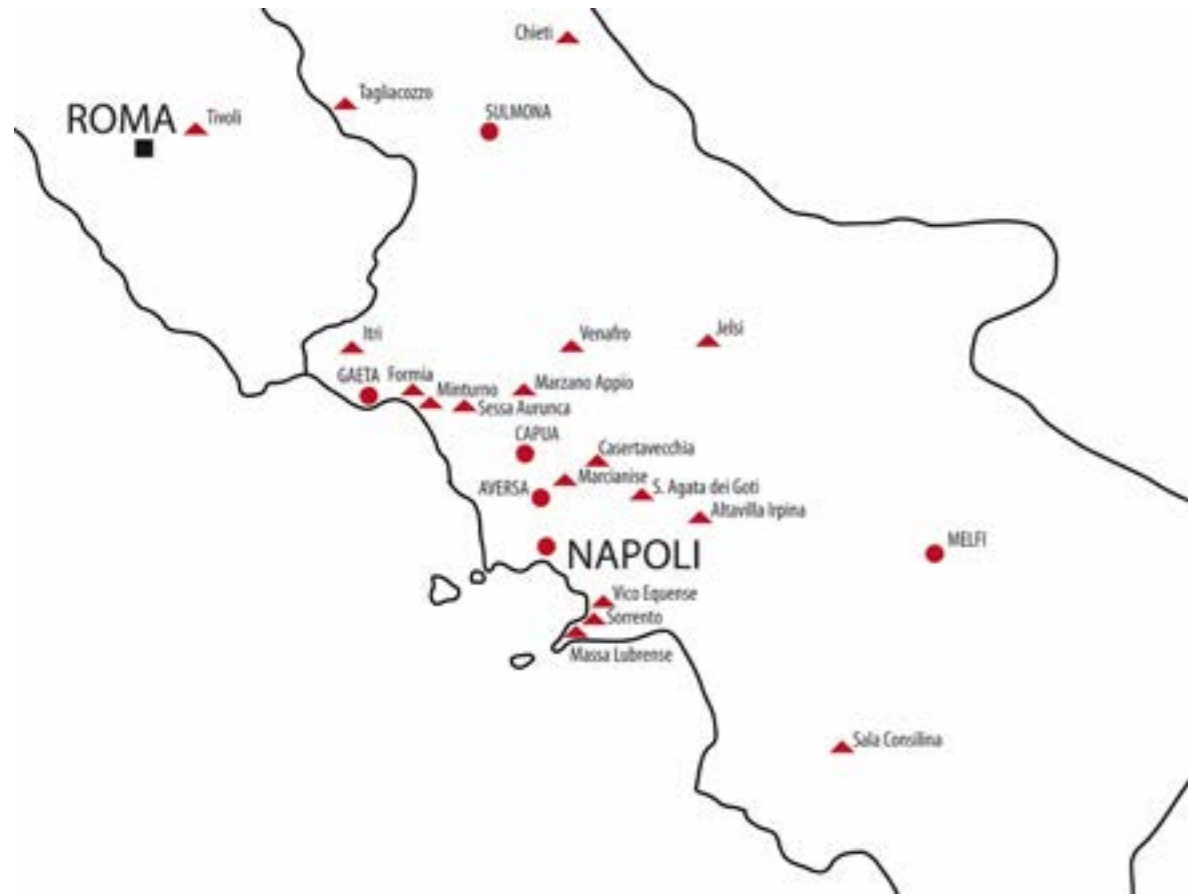 Chieti
Tagliacozzo
ROMA
Tivoli
SULMONA
Itri
Venafro
Jelsi
GAETA
Formia
Minturno
Marzano Appio
Sessa Aurunca
CAPUA
Casertavecchia
Marcianise
AVERSA
S. Agata dei Goti
Altavilla Irpina
NAPOLI
MELFI
Vico Equense
Sorrento
Massa Lubrense
Sala Consilina